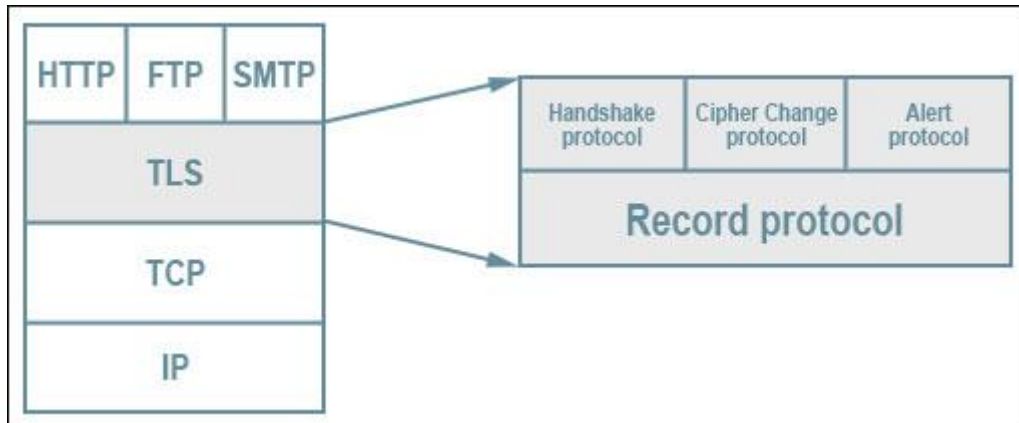 HTTP FTP SMTP
TLS
TCP
IP
Handshake
protocol
Cipher Change
protocol
Alert
protocol
Record protocol